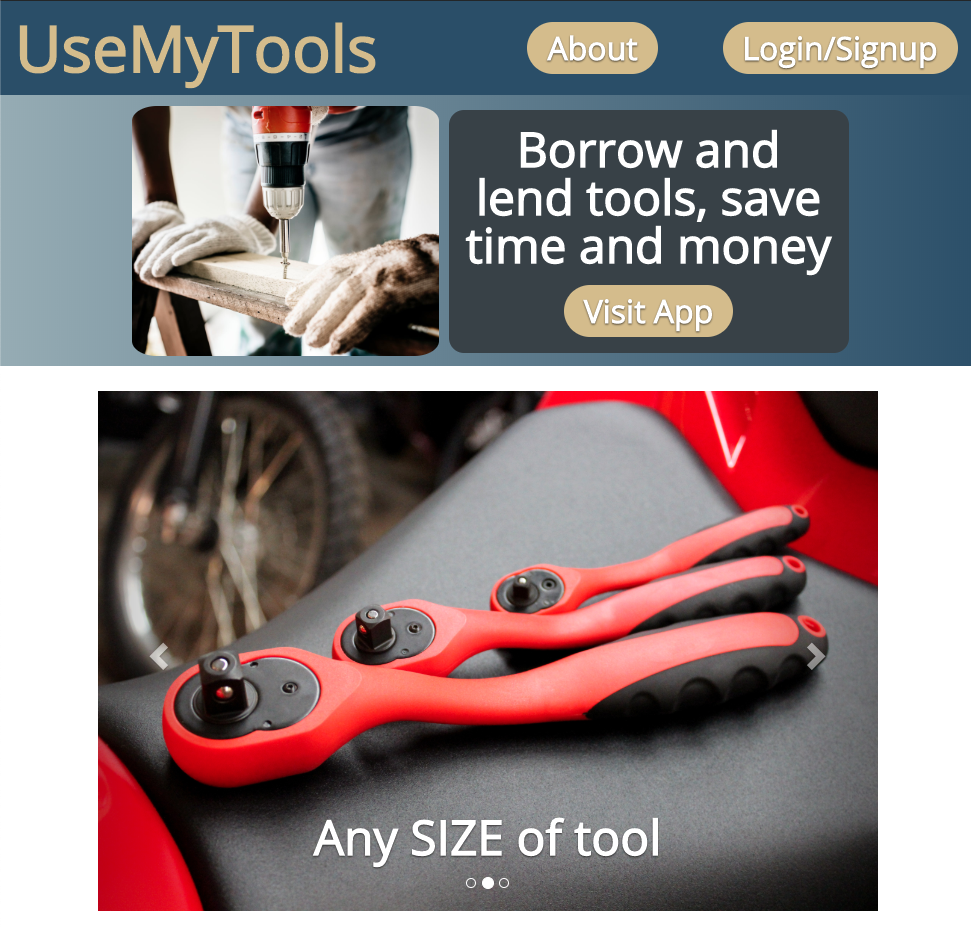 UseMyTools
About
Login/Signup
Borrow and
lend tools, save
time and money
Visit App
Any SIZE of tool